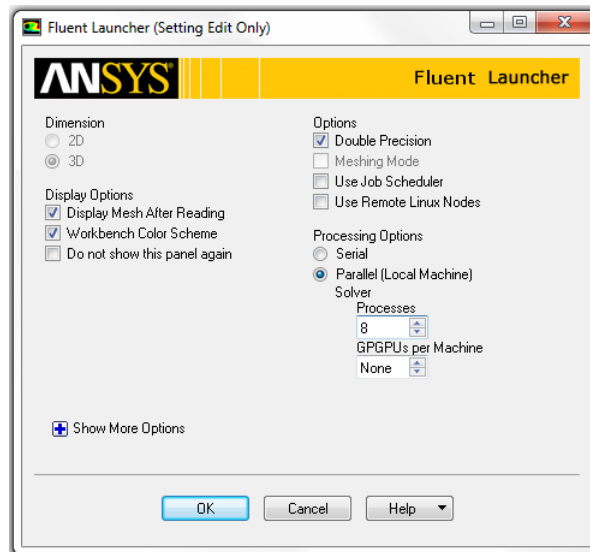 Fluent Launcher (Setting Edit Only)
ANSYS
Fluent Launcher
Dimension
2D
3D
Display Options
Display Mesh After Reading
Workbench Color Scheme
Do not show this panel again
Options
Double Precision
Meshing Mode
Use Job Scheduler
Use Remote Linux Nodes
Processing Options
Serial
Parallel (Local Machine)
Solver
Processes
8
GPGPUs per Machine
None
Show More Options
OK
Cancel
Help